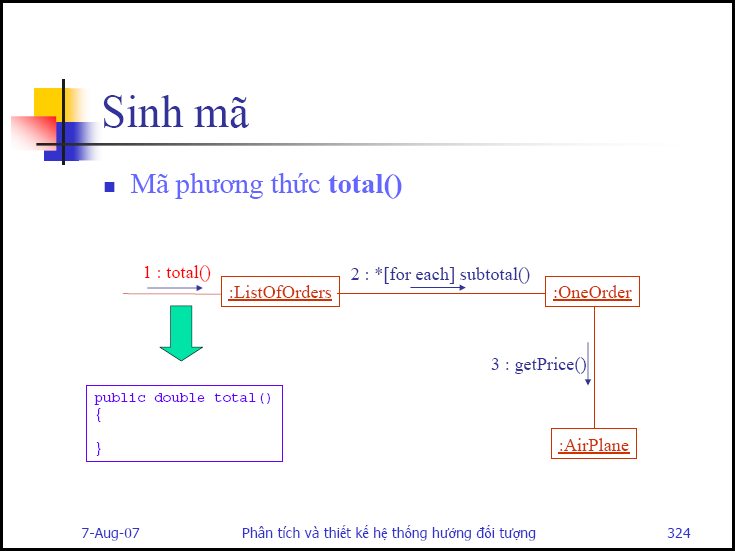 Sinh mã
Mã phương thức total()
1 : total()
2 : *[for each] subtotal()
:ListOfOrders
:OneOrder
3 : getPrice()
public double total()
{
}
:AirPlane
7-Aug-07
Phân tích và thiết kế hệ thống hướng đối tượng
324